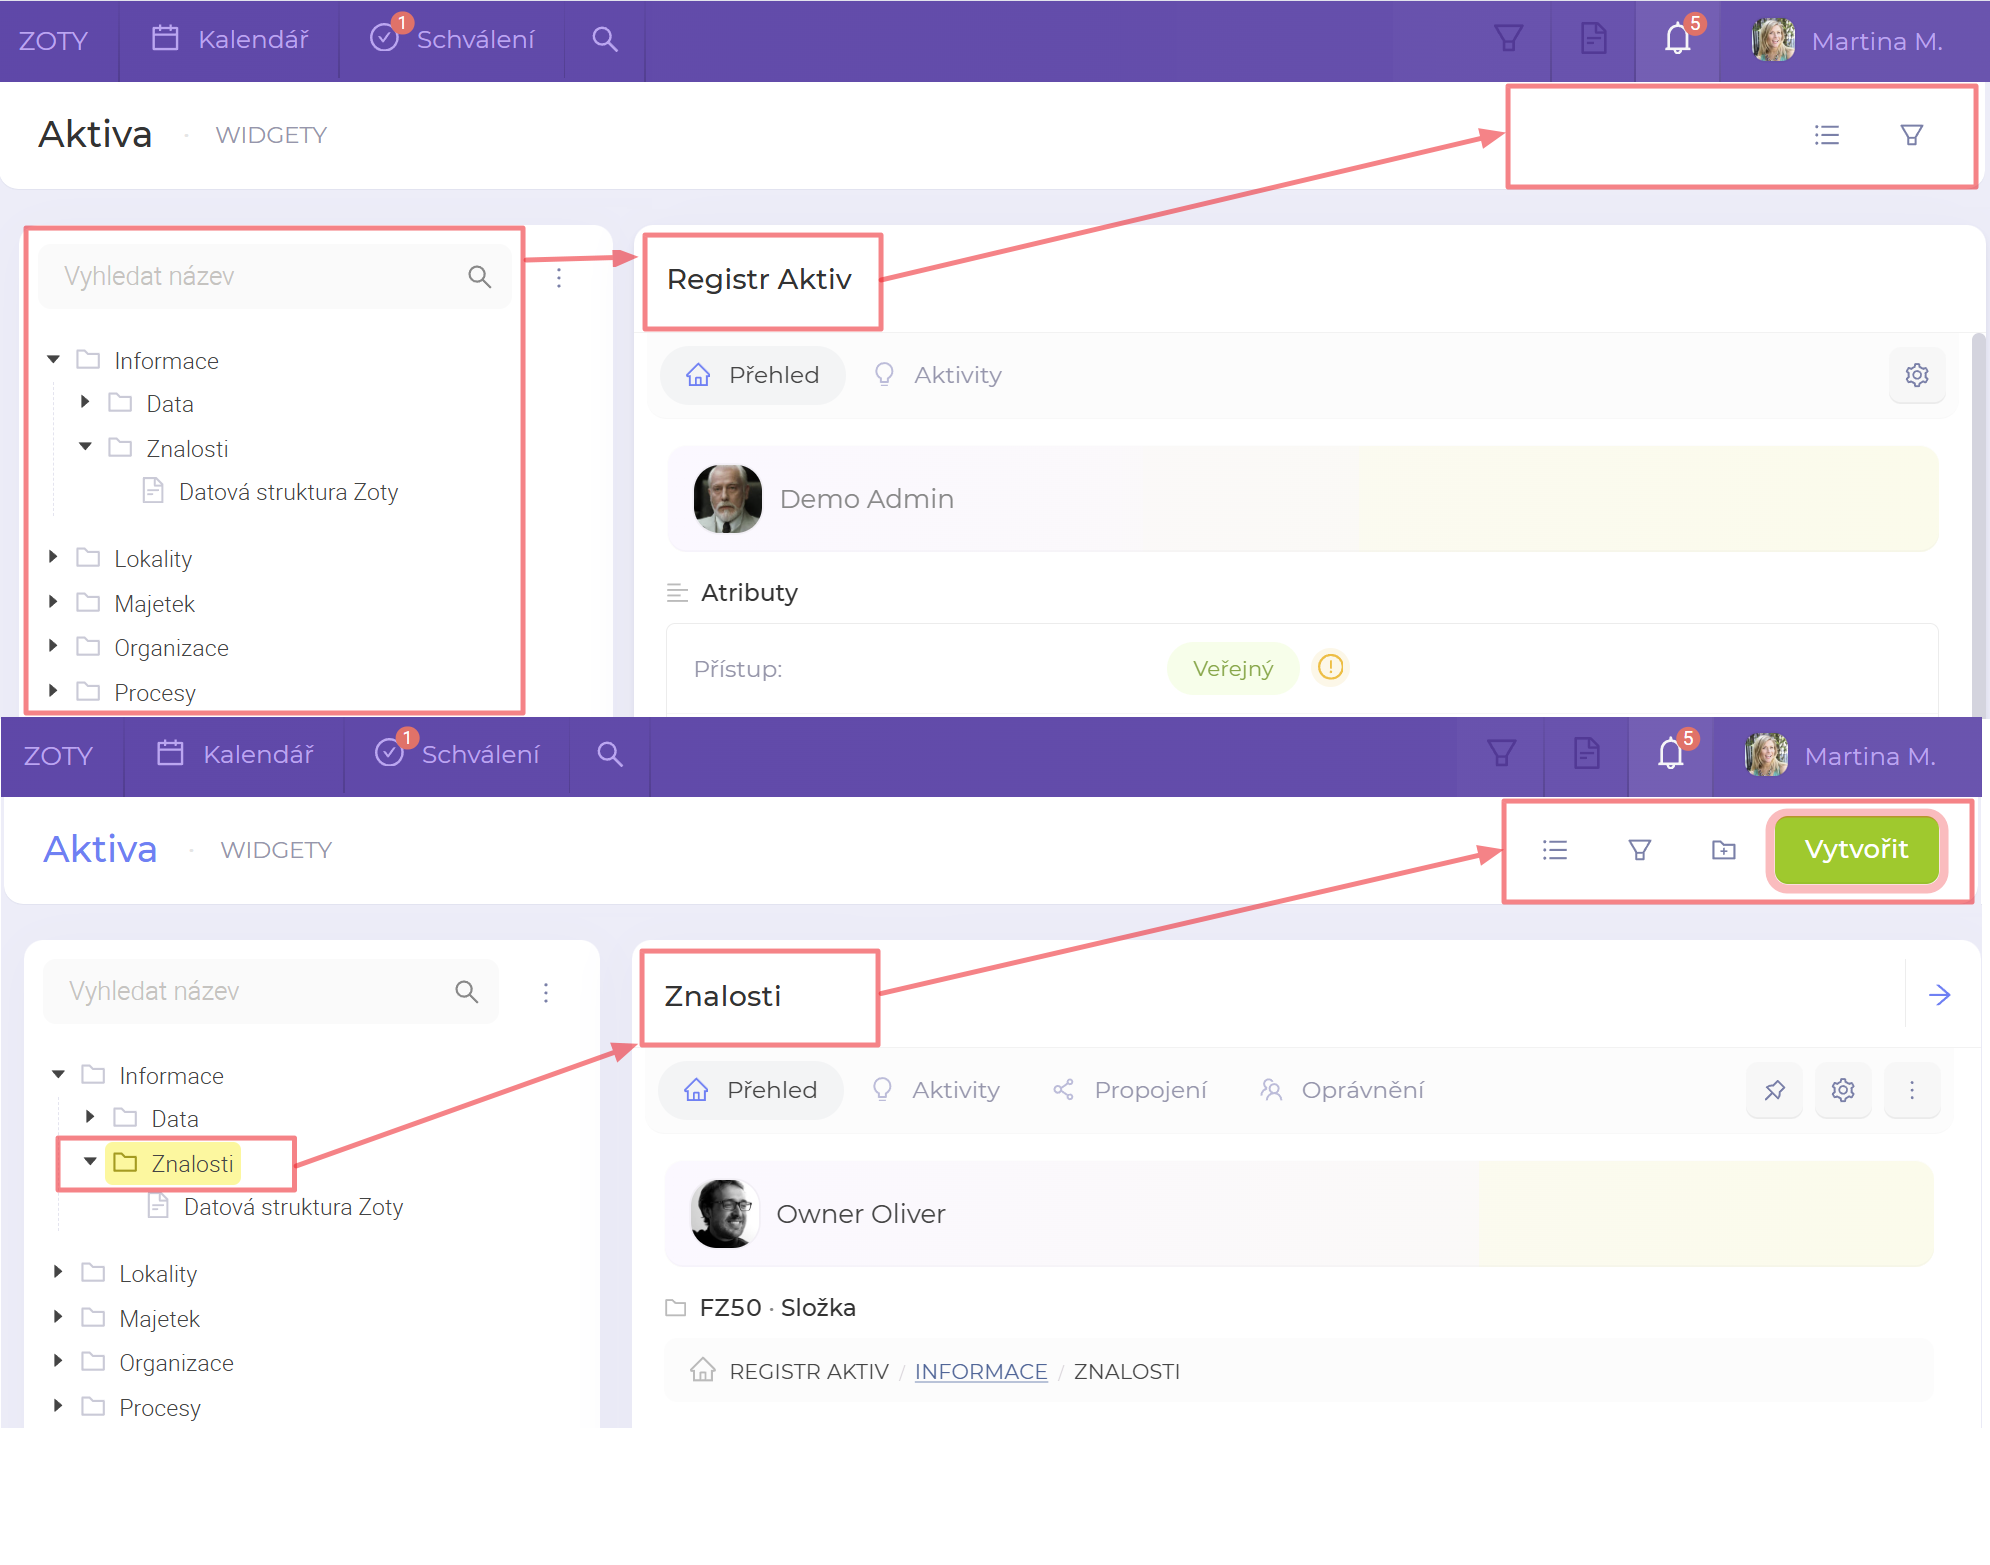 ZOTY Kalendář 1 Schválení 5 Martina M.
Aktiva · WIDGETY
Vyhledat název
Registr Aktiv
Informace
Přehled Aktivity
Data
Znalosti
Datová struktura Zoty
Demo Admin
Lokality
Atributy
Majetek
Organizace
Přístup: Veřejný
Procesy
ZOTY Kalendář 1 Schválení 5 Martina M.
Aktiva · WIDGETY Vytvořit
Vyhledat název
Znalosti
Informace
Přehled Aktivity Propojení Oprávnění
Data
Znalosti
Datová struktura Zoty
Owner Oliver
Lokality
FZ50 · Složka
Majetek
Organizace
REGISTR AKTIV / INFORMACE / ZNALOSTI
Procesy